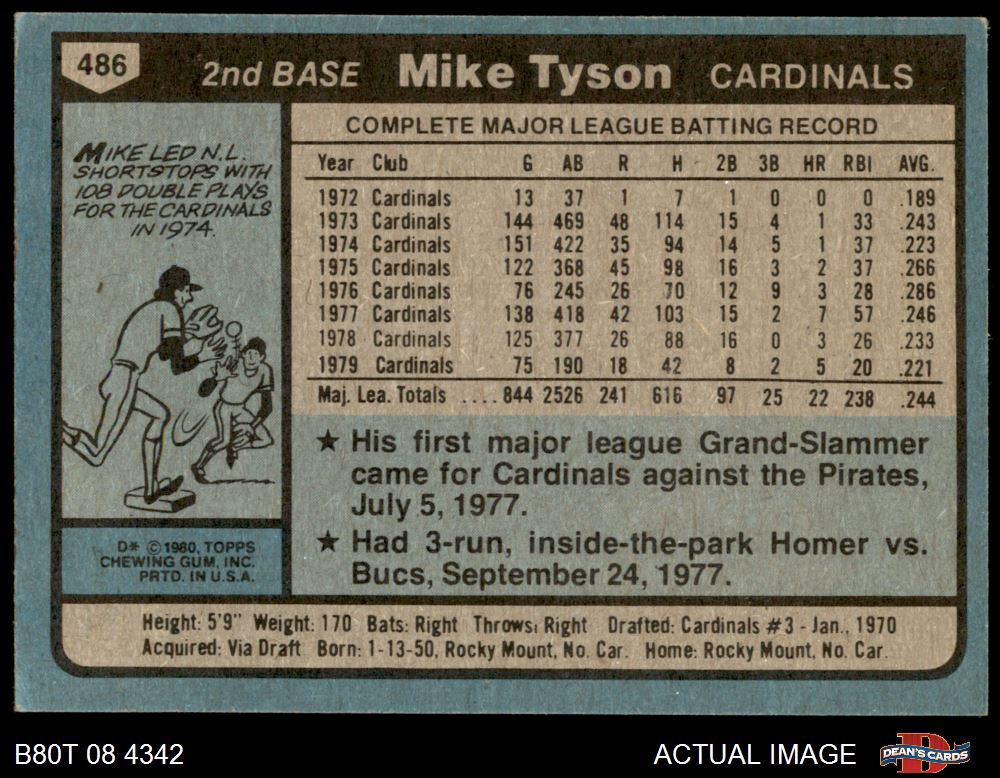 486
2nd BASE Mike Tyson CARDINALS
MIKE LED N.L.
SHORTSTOPS WITH
108 DOUBLE PLAYS
FOR THE CARDINALS
IN 1974.
D* © 1980, TOPPS
CHEWING GUM, INC.
PRTD. IN U.S.A.
COMPLETE MAJOR LEAGUE BATTING RECORD
Year Club G AB R H 2B 3B HR RBI AVG.
1972 Cardinals 13 37 1 7 1 0 0 0 .189
1973 Cardinals 144 469 48 114 15 4 1 33 .243
1974 Cardinals 151 422 35 94 14 5 1 37 .223
1975 Cardinals 122 368 45 98 16 3 2 37 .266
1976 Cardinals 76 245 26 70 12 9 3 28 .286
1977 Cardinals 138 418 42 103 15 2 7 57 .246
1978 Cardinals 125 377 26 88 16 0 3 26 .233
1979 Cardinals 75 190 18 42 8 2 5 20 .221
Maj. Lea. Totals ....844 2526 241 616 97 25 22 238 .244
★ His first major league Grand-Slammer
came for Cardinals against the Pirates,
July 5, 1977.
★ Had 3-run, inside-the-park Homer vs.
Bucs, September 24, 1977.
Height: 5'9" Weight: 170 Bats: Right Throws: Right Drafted: Cardinals #3 - Jan., 1970
Acquired: Via Draft Born: 1-13-50, Rocky Mount, No. Car. Home: Rocky Mount, No. Car.
B80T 08 4342
ACTUAL IMAGE
D
DEAN'S CARDS